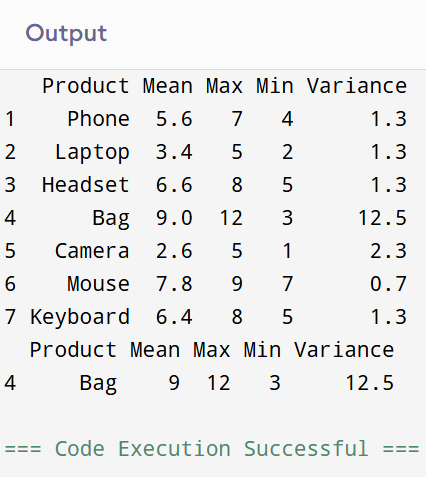 Output
Product Mean Max Min Variance
1 Phone 5.6 7 4 1.3
2 Laptop 3.4 5 2 1.3
3 Headset 6.6 8 5 1.3
4 Bag 9.0 12 3 12.5
5 Camera 2.6 5 1 2.3
6 Mouse 7.8 9 7 0.7
7 Keyboard 6.4 8 5 1.3
Product Mean Max Min Variance
4 Bag 9 12 3 12.5
=== Code Execution Successful ===